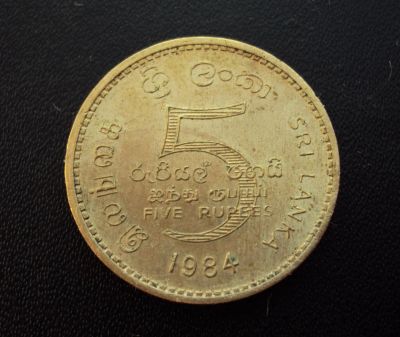 ශ්‍රී ලංකා
இலங்கை
SRI LANKA
5
රුපියල් පහයි
ஐந்து ரூபாய்
FIVE RUPEES
1984